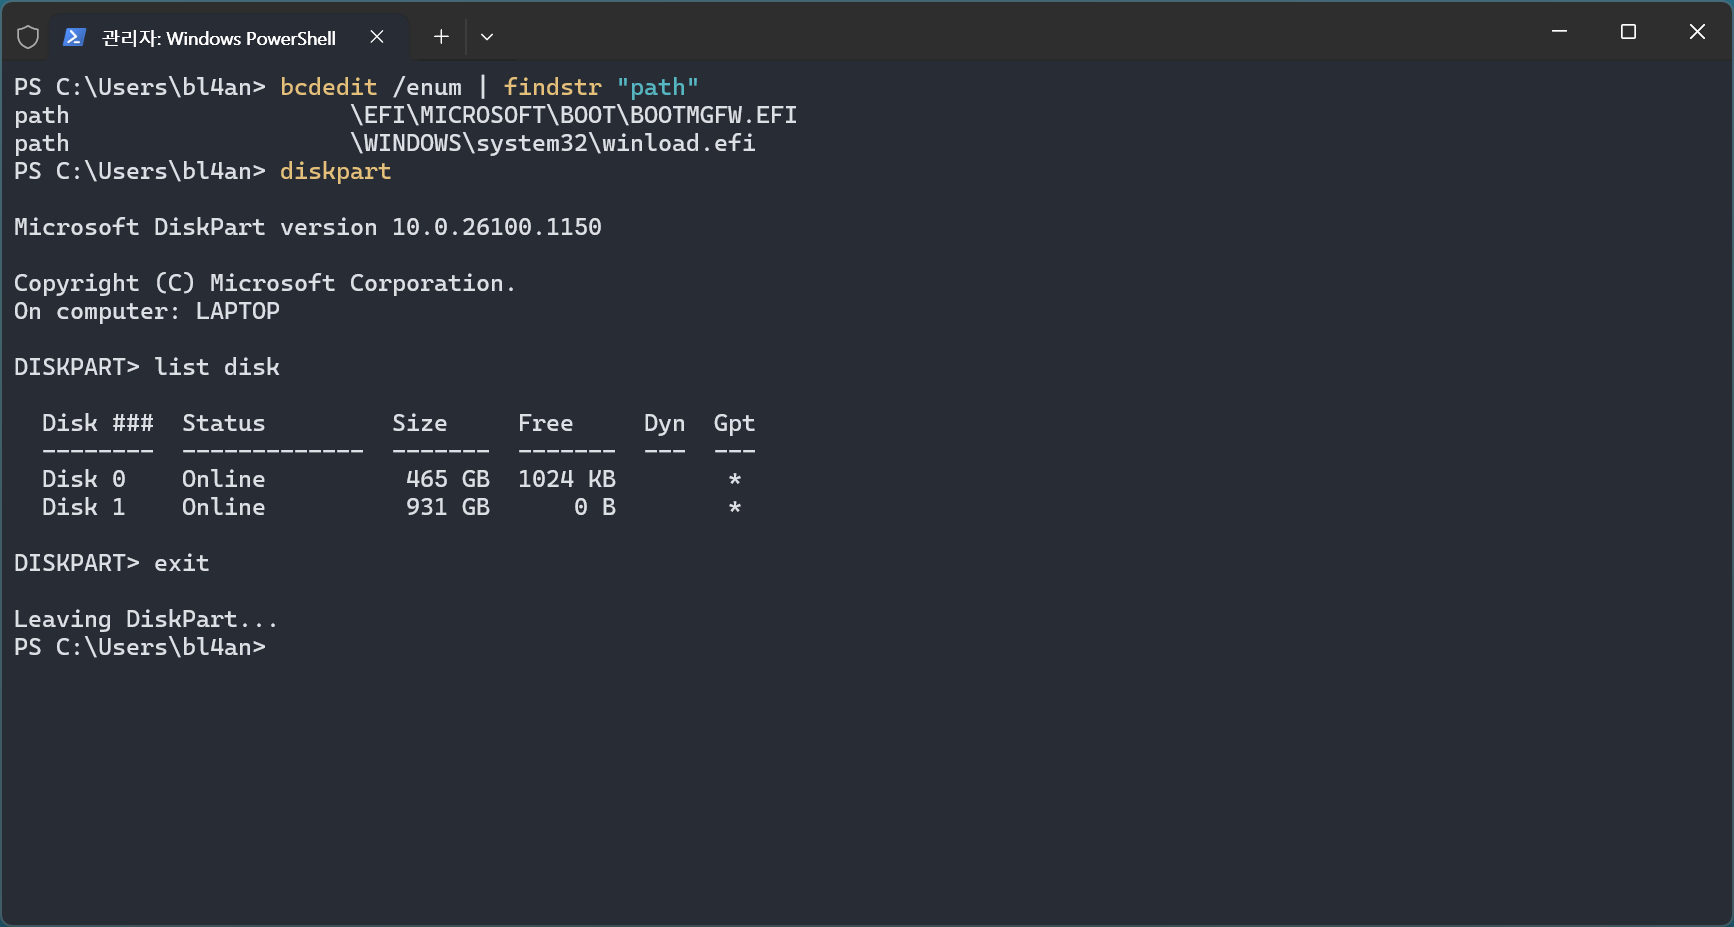 관리자: Windows PowerShell
PS C:\Users\bl4an> bcdedit /enum | findstr "path"
path                    \EFI\MICROSOFT\BOOT\BOOTMGFW.EFI
path                    \WINDOWS\system32\winload.efi
PS C:\Users\bl4an> diskpart

Microsoft DiskPart version 10.0.26100.1150

Copyright (C) Microsoft Corporation.
On computer: LAPTOP

DISKPART> list disk

  Disk ###  Status         Size     Free     Dyn  Gpt
  --------  -------------  -------  -------  ---  ---
  Disk 0    Online          465 GB  1024 KB        *
  Disk 1    Online          931 GB      0 B        *

DISKPART> exit

Leaving DiskPart...
PS C:\Users\bl4an>